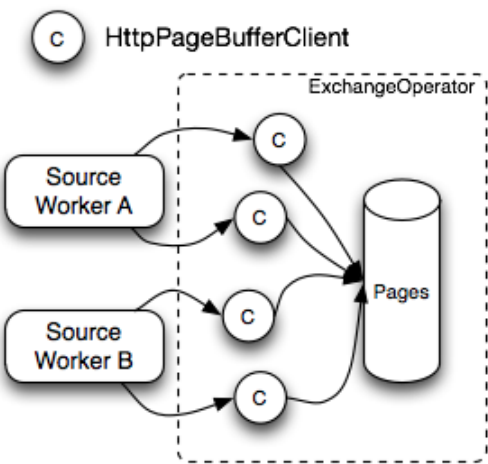 C HttpPageBufferClient
ExchangeOperator
C
Source
Worker A
C
Pages
C
Source
Worker B
C